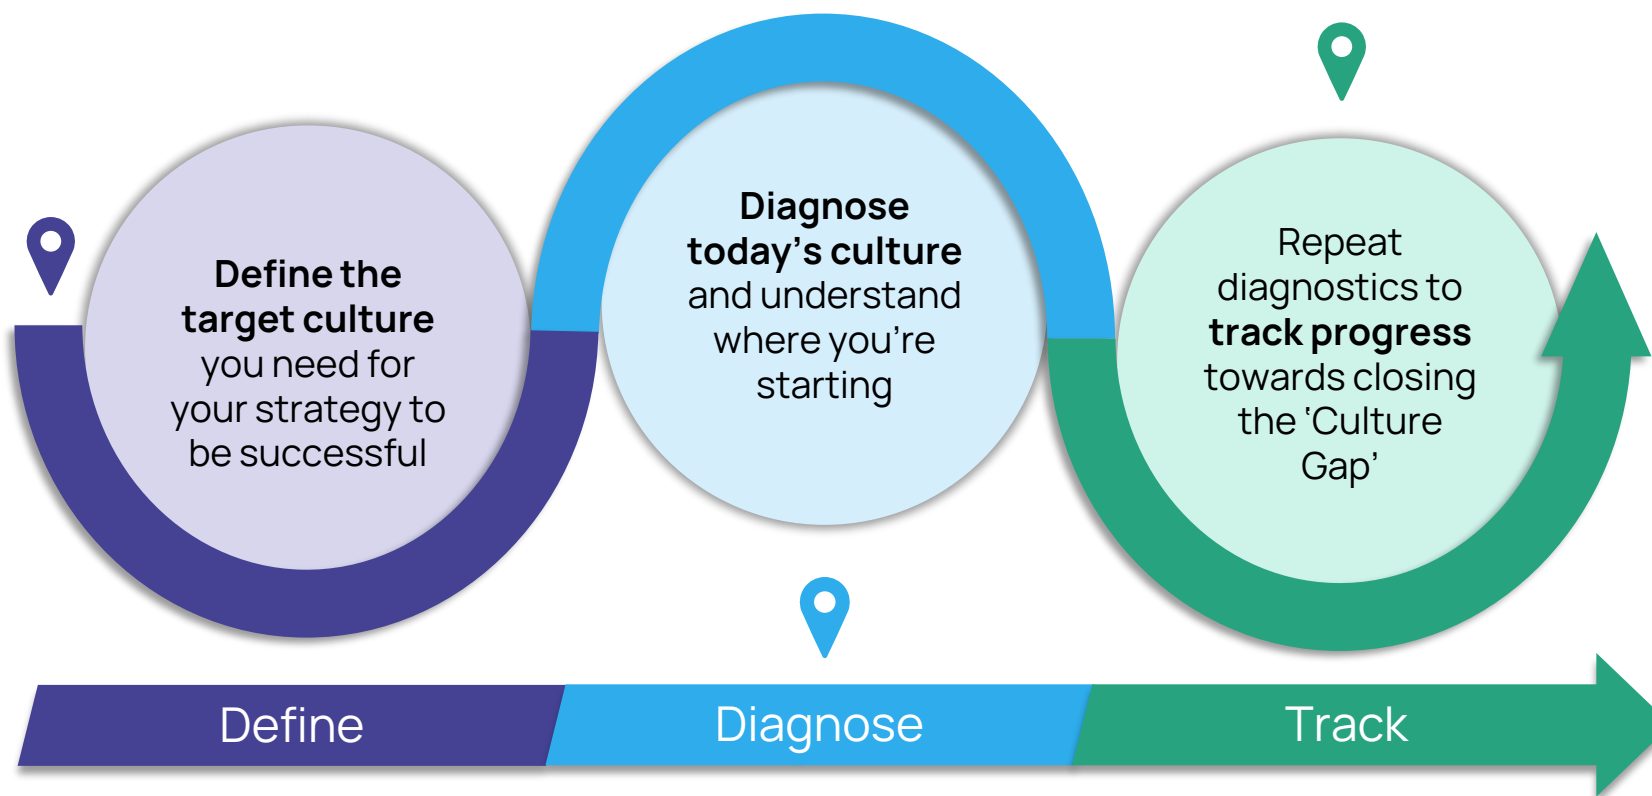 Define the
target culture
you need for
your strategy to
be successful
Diagnose
today’s culture
and understand
where you’re
starting
Repeat
diagnostics to
track progress
towards closing
the ‘Culture
Gap’
Define
Diagnose
Track